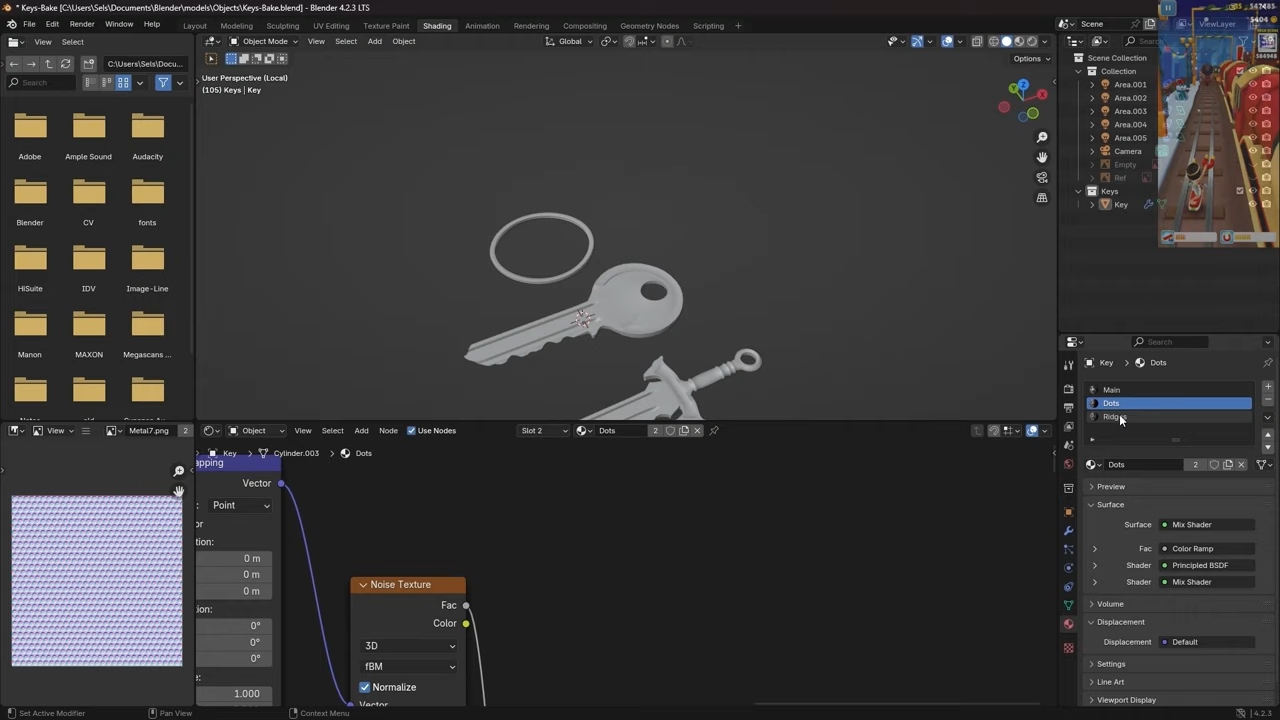 * Keys-Bake [C:\Users\Sels\Documents\Blender\models\Objects\Keys-Bake.blend] - Blender 4.2.3 LTS
File Edit Render Window Help Layout Modeling Sculpting UV Editing Texture Paint Shading Animation Rendering Compositing Geometry Nodes Scripting + Scene ViewLayer
View Select Object Mode View Select Add Object Global
C:\Users\Sels\Docu... Options
Search
User Perspective (Local)
(105) Keys | Key
Adobe Ample Sound Audacity
Blender CV fonts
HiSuite IDV Image-Line
Manon MAXON Megascans ...
Scene Collection
Collection
Area.001
Area.002
Area.003
Area.004
Area.005
Camera
Empty
Ref
Keys
Key
Search
Key > Dots
Main
Dots
Dots 2
Preview
Surface
Surface Mix Shader
Fac Color Ramp
Shader Principled BSDF
Shader Mix Shader
Volume
Displacement
Displacement Default
Settings
Line Art
Viewport Display
View Metal7.png 2
Object View Select Add Node Use Nodes Slot 2 Dots 2
Key > Cylinder.003 > Dots
apping
Vector
Point
0 m
0 m
0 m
0°
0°
0°
1.000
Noise Texture
Fac
Color
3D
fBM
Normalize
Vector
Set Active Modifier Pan View Context Menu 4.2.3